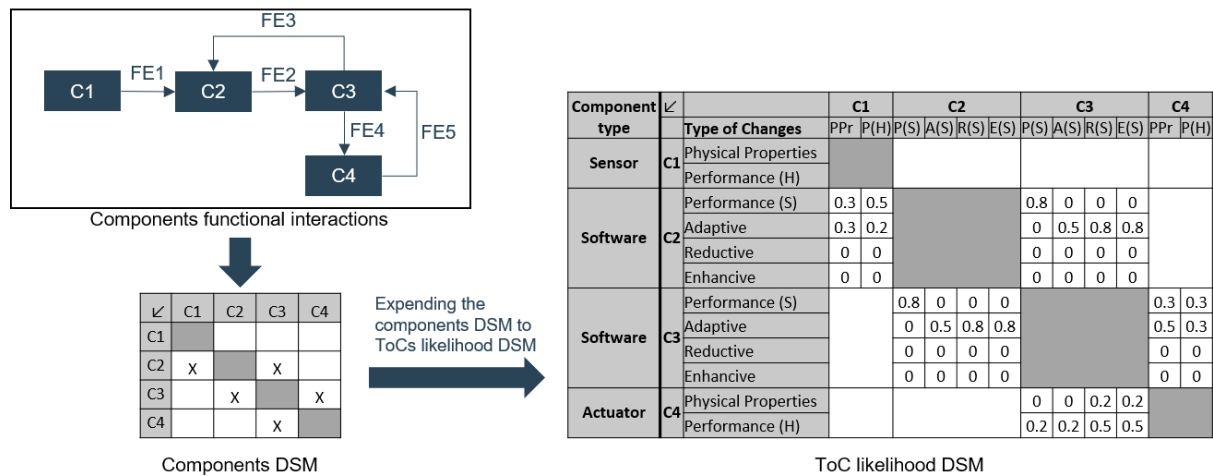 FE3
FE1
FE2
C1
C2
C3
FE4
FE5
C4
Components functional interactions
↙ C1 C2 C3 C4
C1
C2 X X
C3 X X
C4 X
Components DSM
Expending the
components DSM to
ToCs likelihood DSM
Component type ↙ C1 C2 C3 C4
Type of Changes PPr P(H) P(S) A(S) R(S) E(S) P(S) A(S) R(S) E(S) PPr P(H)
Sensor C1 Physical Properties
Performance (H)
Software C2 Performance (S) 0.3 0.5 0.8 0 0 0
Adaptive 0.3 0.2 0 0.5 0.8 0.8
Reductive 0 0 0 0 0 0
Enhancive 0 0 0 0 0 0
Software C3 Performance (S) 0.8 0 0 0 0.3 0.3
Adaptive 0 0.5 0.8 0.8 0.5 0.3
Reductive 0 0 0 0 0 0
Enhancive 0 0 0 0 0 0
Actuator C4 Physical Properties 0 0 0.2 0.2
Performance (H) 0.2 0.2 0.5 0.5
ToC likelihood DSM